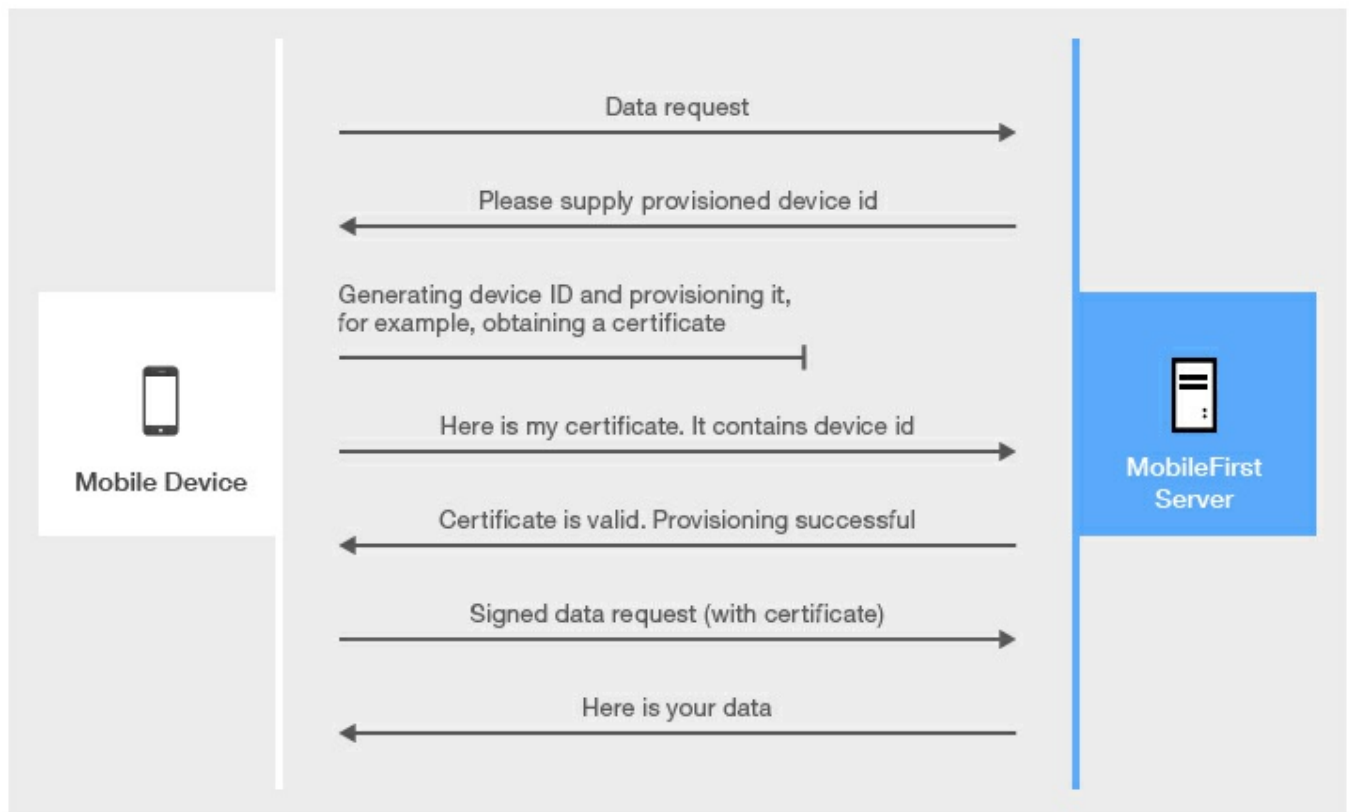 Data request
Please supply provisioned device id
Generating device ID and provisioning it,
for example, obtaining a certificate
Here is my certificate. It contains device id
Mobile Device
MobileFirst
Server
Certificate is valid. Provisioning successful
Signed data request (with certificate)
Here is your data